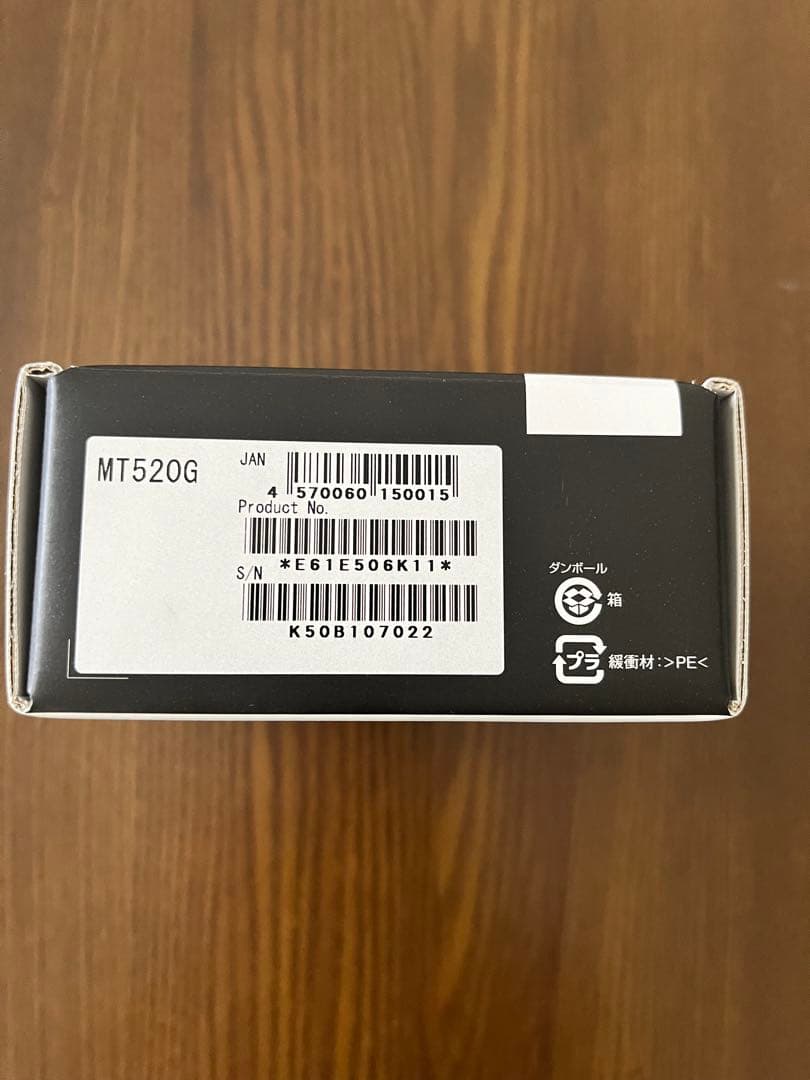 MT520G
JAN
4 570060 150015
Product No.
*E61E506K11*
S/N
K50B107022
ダンボール
箱
プラ 緩衝材:>PE<